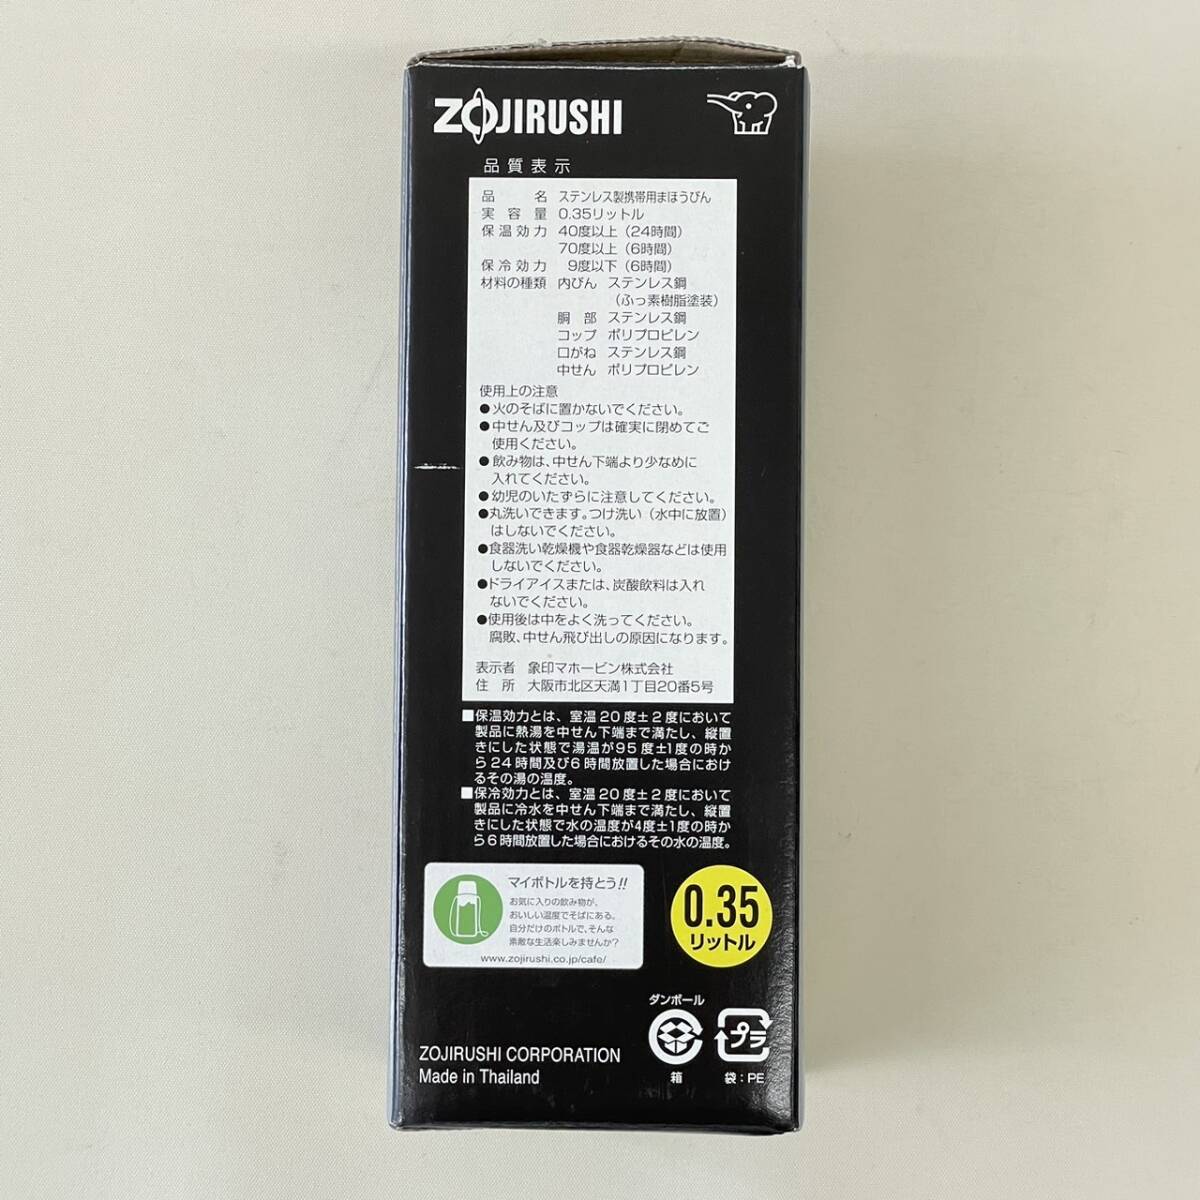 ZOJIRUSHI
品質表示
品名 ステンレス製携帯用まほうびん
実容量 0.35リットル
保温効力 40度以上（24時間）
70度以上（6時間）
保冷効力 9度以下（6時間）
材料の種類 内びん ステンレス鋼
（ふっ素樹脂塗装）
胴部 ステンレス鋼
コップ ポリプロピレン
口がね ステンレス鋼
中せん ポリプロピレン
使用上の注意
●火のそばに置かないでください。
●中せん及びコップは確実に閉めてご
使用ください。
●飲み物は、中せん下端より少なめに
入れてください。
●幼児のいたずらに注意してください。
●丸洗いできます。つけ洗い（水中に放置）
はしないでください。
●食器洗い乾燥機や食器乾燥器などは使用
しないでください。
●ドライアイスまたは、炭酸飲料は入れ
ないでください。
●使用後は中をよく洗ってください。
腐敗、中せん飛び出しの原因になります。
表示者 象印マホービン株式会社
住所 大阪市北区天満1丁目20番5号
■保温効力とは、室温20度±2度において
製品に熱湯を中せん下端まで満たし、縦置
きにした状態で湯温が95度±1度の時か
ら24時間及び6時間放置した場合におけ
るその湯の温度。
■保冷効力とは、室温20度±2度において
製品に冷水を中せん下端まで満たし、縦置
きにした状態で水の温度が4度±1度の時か
ら6時間放置した場合におけるその水の温度。
マイボトルを持とう!!
お気に入りの飲み物が、
おいしい温度でそばにある。
自分だけのボトルで、そんな
素敵な生活楽しみませんか？
www.zojirushi.co.jp/cafe/
0.35
リットル
ダンボール
プラ
箱
袋：PE
ZOJIRUSHI CORPORATION
Made in Thailand